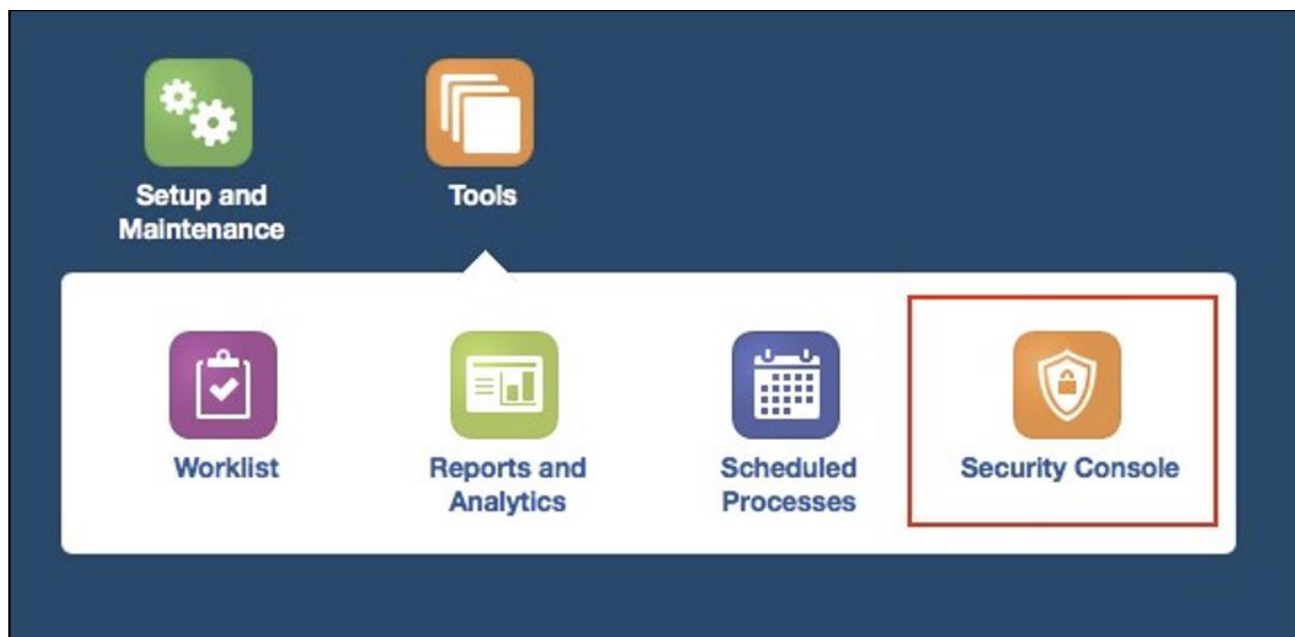 Setup and
Maintenance
Tools
Worklist
Reports and
Analytics
Scheduled
Processes
Security Console